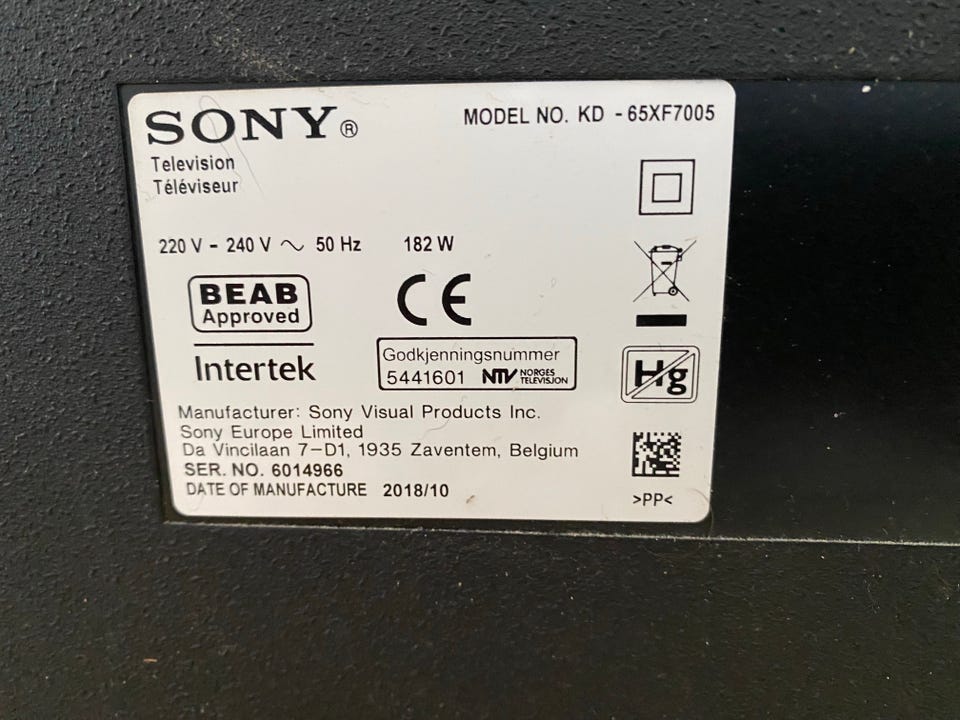 SONY®
MODEL NO. KD - 65XF7005
Television
Téléviseur
220 V - 240 V ~ 50 Hz 182 W
BEAB
Approved
CE
Intertek
Godkjenningsnummer
5441601 NTV NORGES TELEVISJON
Hg
Manufacturer: Sony Visual Products Inc.
Sony Europe Limited
Da Vincilaan 7-D1, 1935 Zaventem, Belgium
SER. NO. 6014966
DATE OF MANUFACTURE 2018/10
>PP<